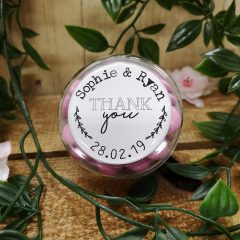 Sophie & Ryan
THANK
you
28.02.19